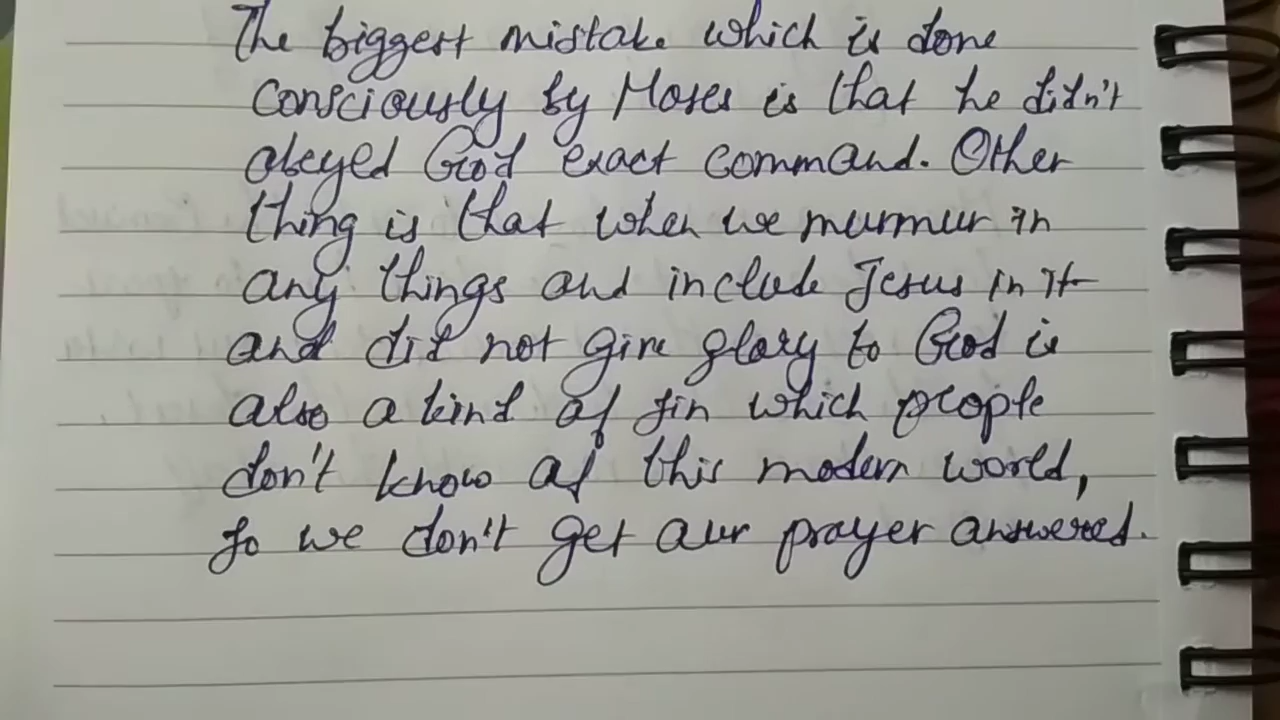 The biggest mistake which is done
consciously by Moses is that he didn't
obeyed God exact command. Other
thing is that when we murmur in
any things and include Jesus in it
and did not give glory to God is
also a kind of sin which people
don't know of this modern world,
so we don't get our prayer answered.